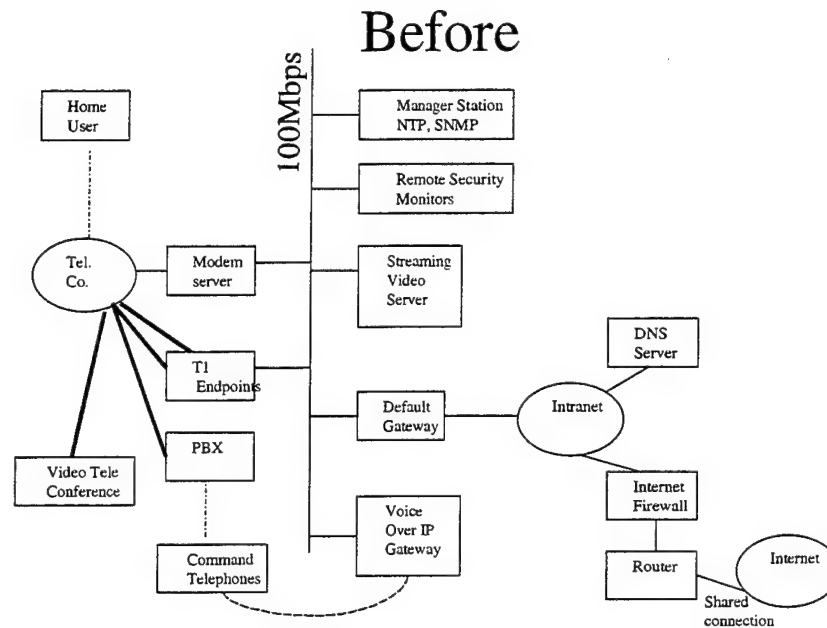 Before
100Mbps
Home
User
Manager Station
NTP, SNMP
Remote Security
Monitors
Tel.
Co.
Modem
server
Streaming
Video
Server
T1
Endpoints
DNS
Server
Default
Gateway
Intranet
PBX
Video Tele
Conference
Internet
Firewall
Voice
Over IP
Gateway
Command
Telephones
Router
Internet
Shared
connection